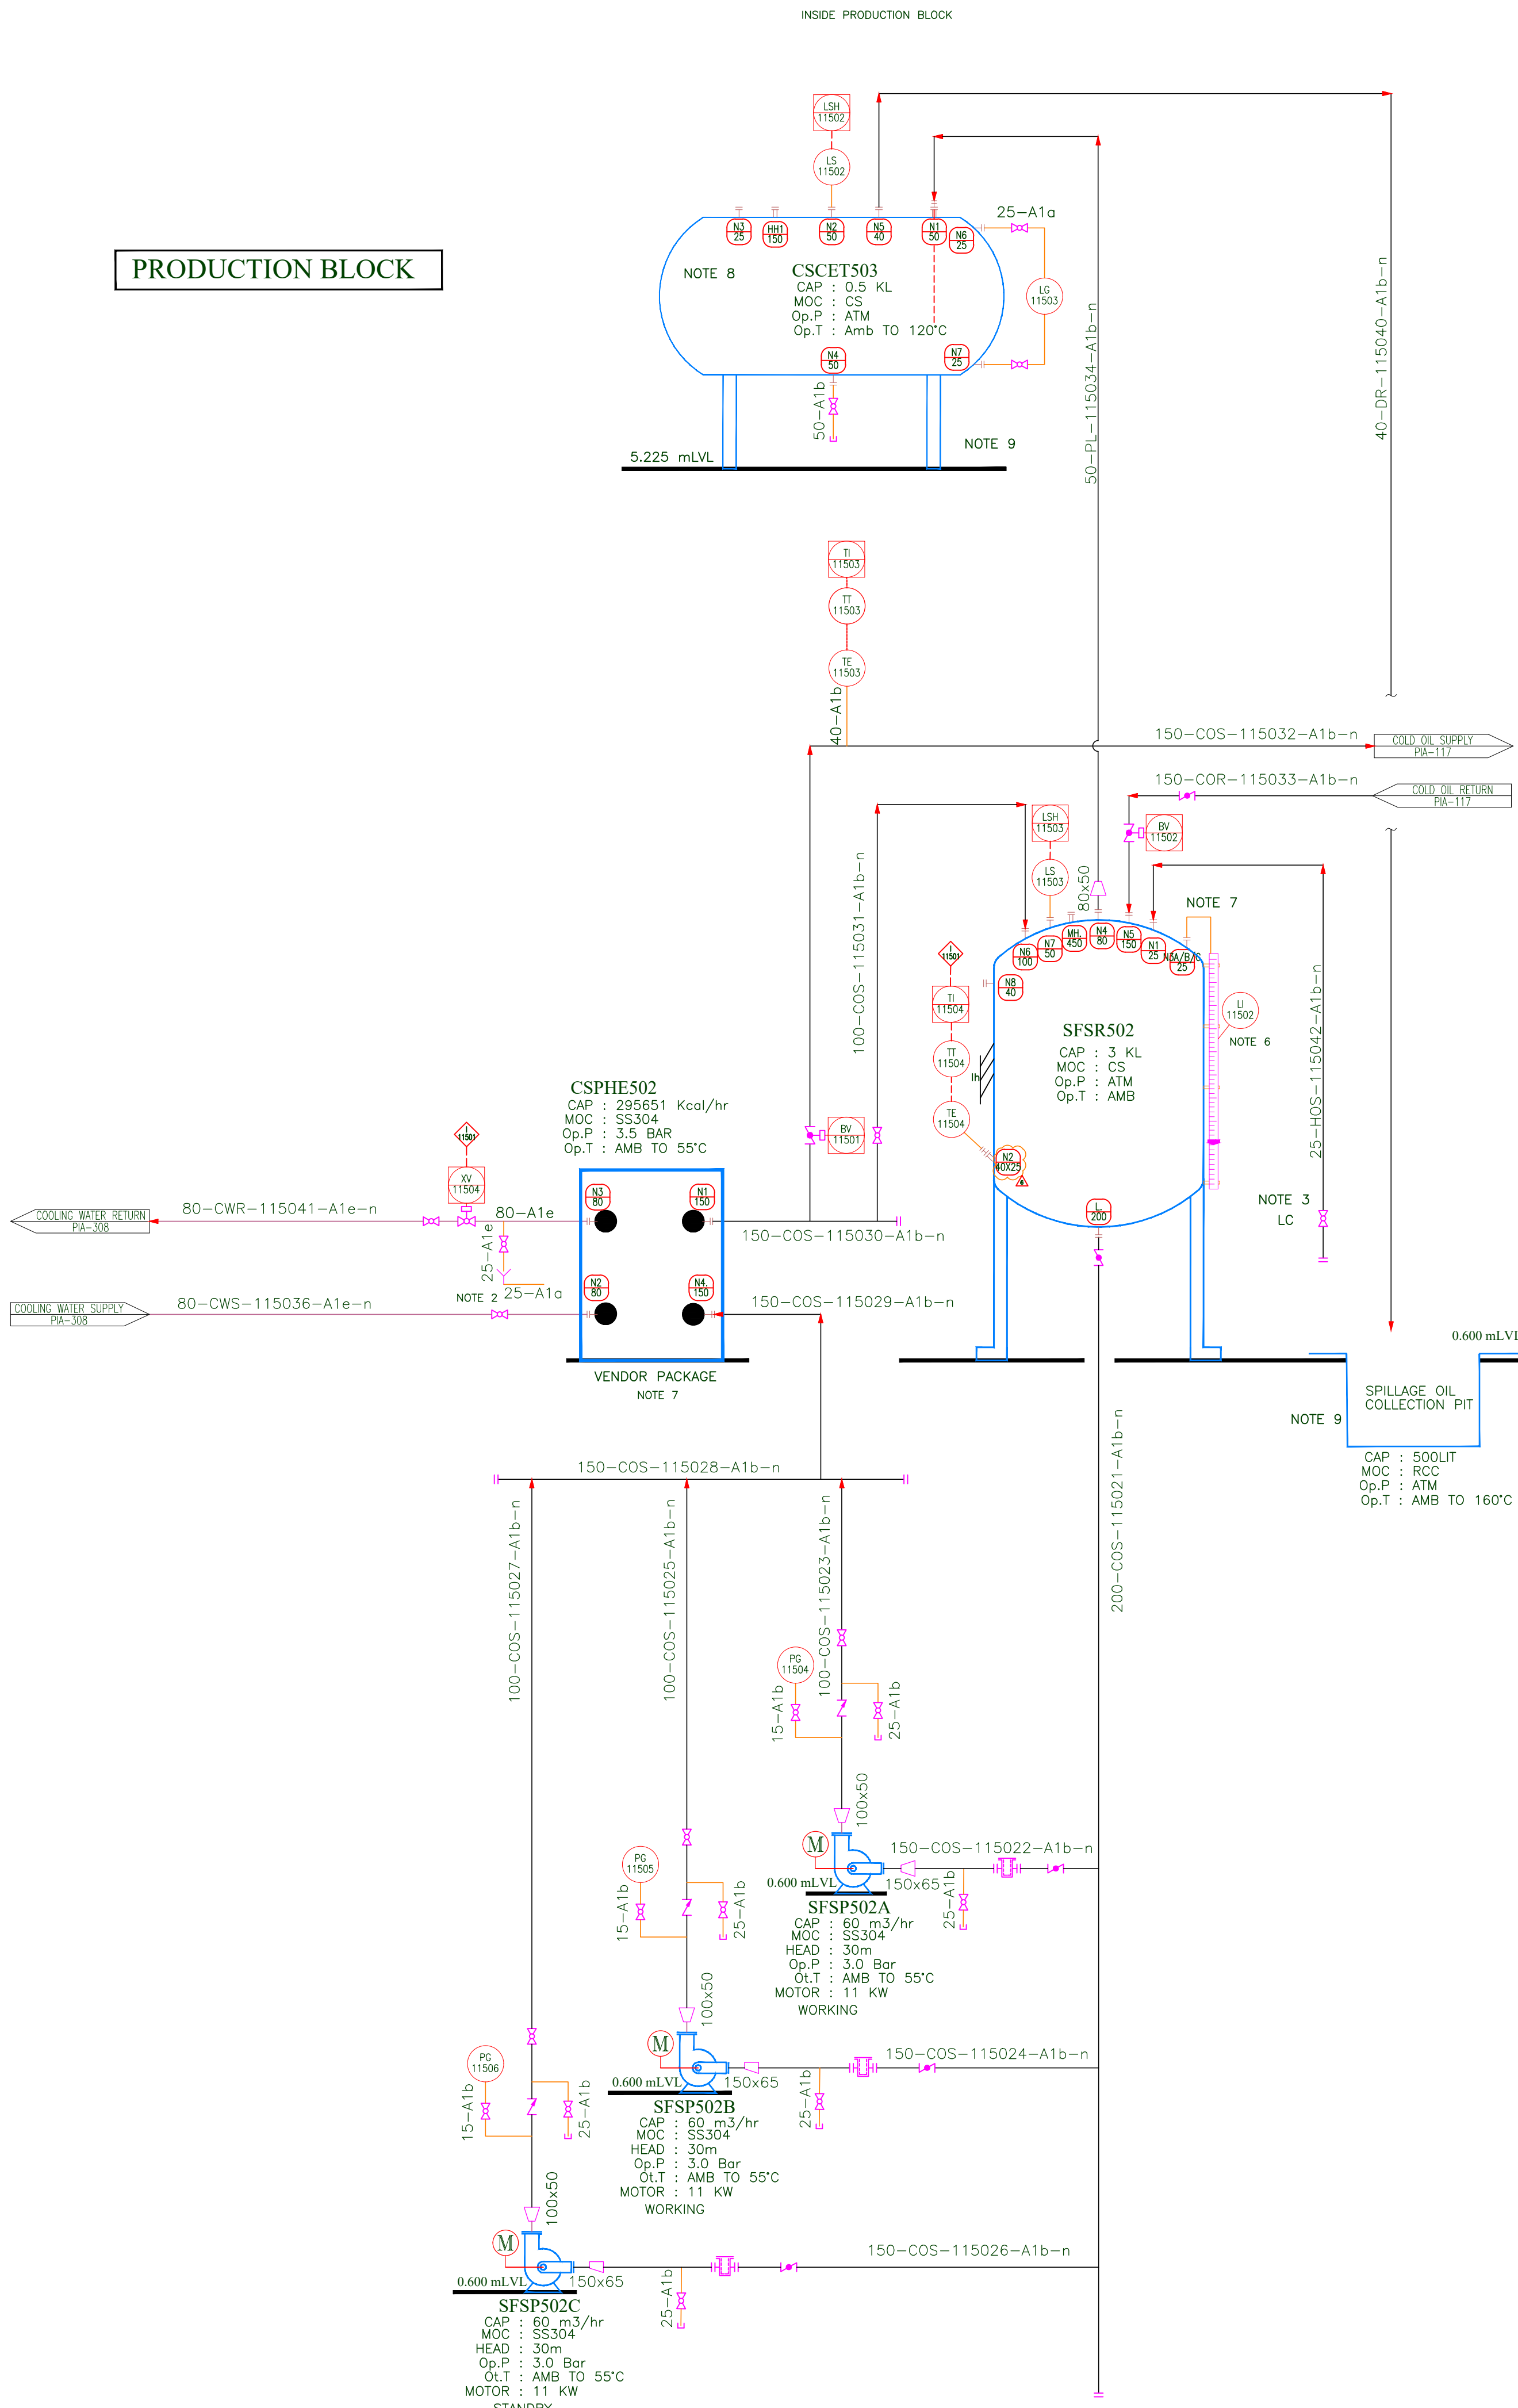 INSIDE PRODUCTION BLOCK
PRODUCTION BLOCK
LSH
11502
LS
11502
N3
25
HH1
150
N2
50
N5
40
N1
50
N6
25
25-A1a
NOTE 8
CSCET503
CAP : 0.5 KL
MOC : CS
Op.P : ATM
Op.T : Amb TO 120°C
LG
11503
N4
50
N7
25
50-A1b
NOTE 9
5.225 mLVL
50-PL-115034-A1b-n
40-DR-115040-A1b-n
TI
11503
TT
11503
TE
11503
40-A1b
150-COS-115032-A1b-n
COLD OIL SUPPLY
PIA-117
150-COR-115033-A1b-n
COLD OIL RETURN
PIA-117
LSH
11503
BV
11502
LS
11503
80x50
100-COS-115031-A1b-n
NOTE 7
I
11501
N6
100
N7
50
MH.
450
N4
80
N5
150
N1
25
N3A/B/C
25
N8
40
TI
11504
LI
11502
NOTE 6
SFSR502
CAP : 3 KL
MOC : CS
Op.P : ATM
Op.T : AMB
TT
11504
Ih
TE
11504
N2
40X25
25-HOS-115042-A1b-n
CSPHE502
CAP : 295651 Kcal/hr
MOC : SS304
Op.P : 3.5 BAR
Op.T : AMB TO 55°C
I
11501
BV
11501
XV
11504
N3
80
N1
150
L
200
NOTE 3
LC
COOLING WATER RETURN
PIA-308
80-CWR-115041-A1e-n
80-A1e
25-A1e
150-COS-115030-A1b-n
N2
80
N4.
150
NOTE 2
25-A1a
COOLING WATER SUPPLY
PIA-308
80-CWS-115036-A1e-n
150-COS-115029-A1b-n
VENDOR PACKAGE
NOTE 7
0.600 mLVL
SPILLAGE OIL
COLLECTION PIT
NOTE 9
CAP : 500LIT
MOC : RCC
Op.P : ATM
Op.T : AMB TO 160°C
150-COS-115028-A1b-n
100-COS-115027-A1b-n
100-COS-115025-A1b-n
100-COS-115023-A1b-n
200-COS-115021-A1b-n
PG
11504
15-A1b
25-A1b
100x50
M
150-COS-115022-A1b-n
0.600 mLVL
150x65
25-A1b
SFSP502A
CAP : 60 m3/hr
MOC : SS304
HEAD : 30m
Op.P : 3.0 Bar
Ot.T : AMB TO 55°C
MOTOR : 11 KW
WORKING
PG
11505
15-A1b
25-A1b
100x50
M
150-COS-115024-A1b-n
0.600 mLVL
150x65
25-A1b
SFSP502B
CAP : 60 m3/hr
MOC : SS304
HEAD : 30m
Op.P : 3.0 Bar
Ot.T : AMB TO 55°C
MOTOR : 11 KW
WORKING
PG
11506
15-A1b
25-A1b
100x50
M
150-COS-115026-A1b-n
0.600 mLVL
150x65
25-A1b
SFSP502C
CAP : 60 m3/hr
MOC : SS304
HEAD : 30m
Op.P : 3.0 Bar
Ot.T : AMB TO 55°C
MOTOR : 11 KW
STANDBY